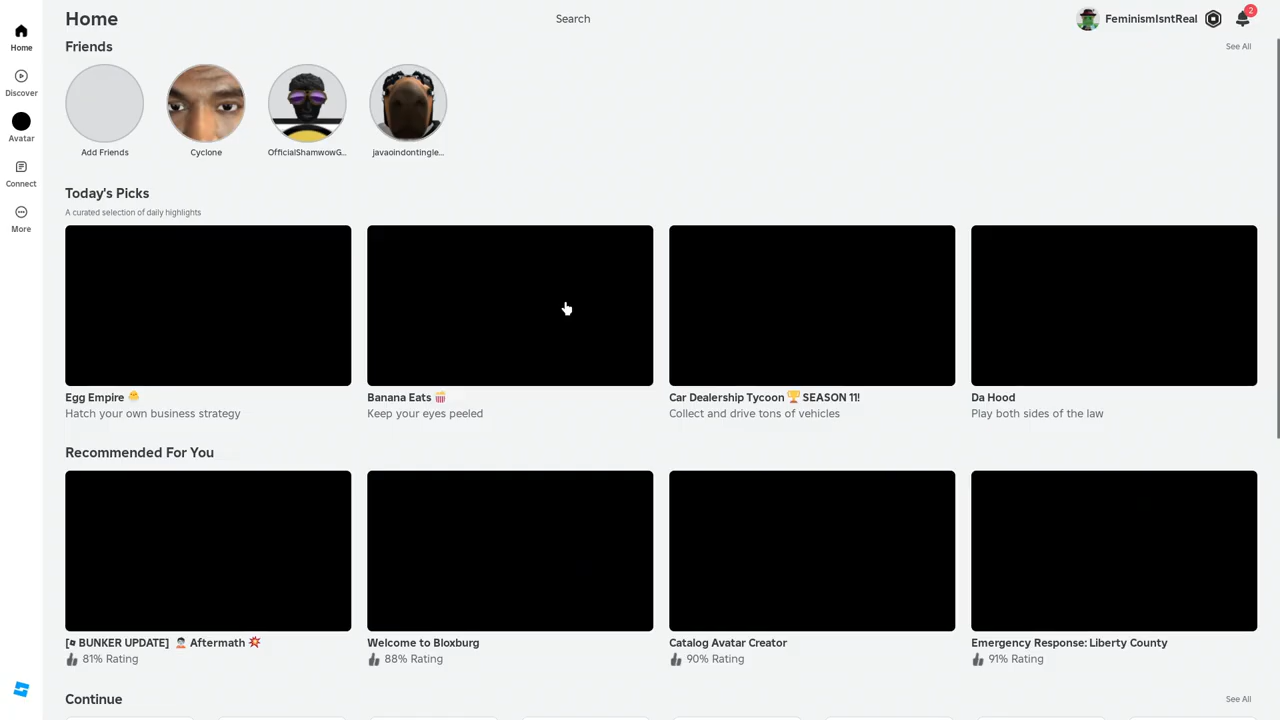 Home
Search
FeminismIsntReal
2
Home
Discover
Avatar
Connect
More
Friends
See All
Add Friends
Cyclone
OfficialShamwowG...
javaoindontingle...
Today's Picks
A curated selection of daily highlights
Egg Empire 🐣
Hatch your own business strategy
Banana Eats 🍿
Keep your eyes peeled
Car Dealership Tycoon 🏆 SEASON 11!
Collect and drive tons of vehicles
Da Hood
Play both sides of the law
Recommended For You
[BUNKER UPDATE] Aftermath 💥
81% Rating
Welcome to Bloxburg
88% Rating
Catalog Avatar Creator
90% Rating
Emergency Response: Liberty County
91% Rating
Continue
See All